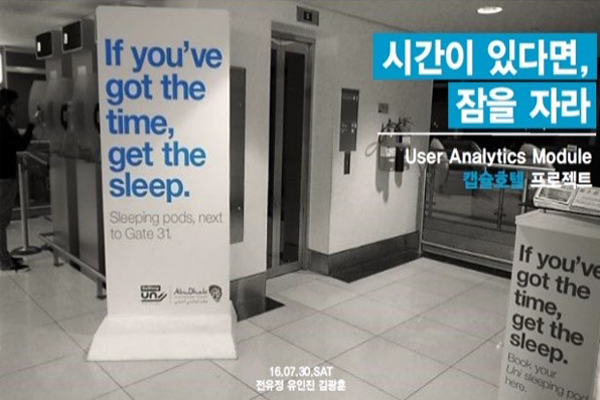 If you've
got the
time,
get the
sleep.
Sleeping pods, next
to Gate 31.
Abu Dhabi
시간이 있다면,
잠을 자라
User Analytics Module
캡슐호텔 프로젝트
If you've
got the
time,
get the
sleep.
Book your
Uni sleeping pod
here.
16.07.30.SAT
전유정 유인진 김광훈